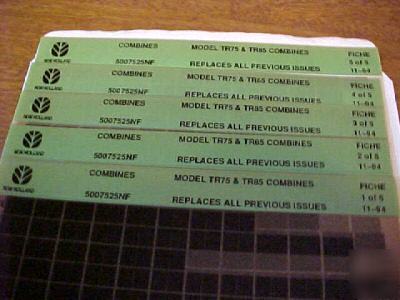 COMBINES MODEL TR75 & TR85 COMBINES FICHE
NEW HOLLAND 5007525NF REPLACES ALL PREVIOUS ISSUES 5 of 5
11-84
COMBINES MODEL TR75 & TR85 COMBINES FICHE
NEW HOLLAND 5007525NF REPLACES ALL PREVIOUS ISSUES 4 of 5
11-84
COMBINES MODEL TR75 & TR85 COMBINES FICHE
NEW HOLLAND 5007525NF REPLACES ALL PREVIOUS ISSUES 3 of 5
11-84
COMBINES MODEL TR75 & TR85 COMBINES FICHE
NEW HOLLAND 5007525NF REPLACES ALL PREVIOUS ISSUES 2 of 5
11-84
COMBINES MODEL TR75 & TR85 COMBINES FICHE
NEW HOLLAND 5007525NF REPLACES ALL PREVIOUS ISSUES 1 of 5
11-84